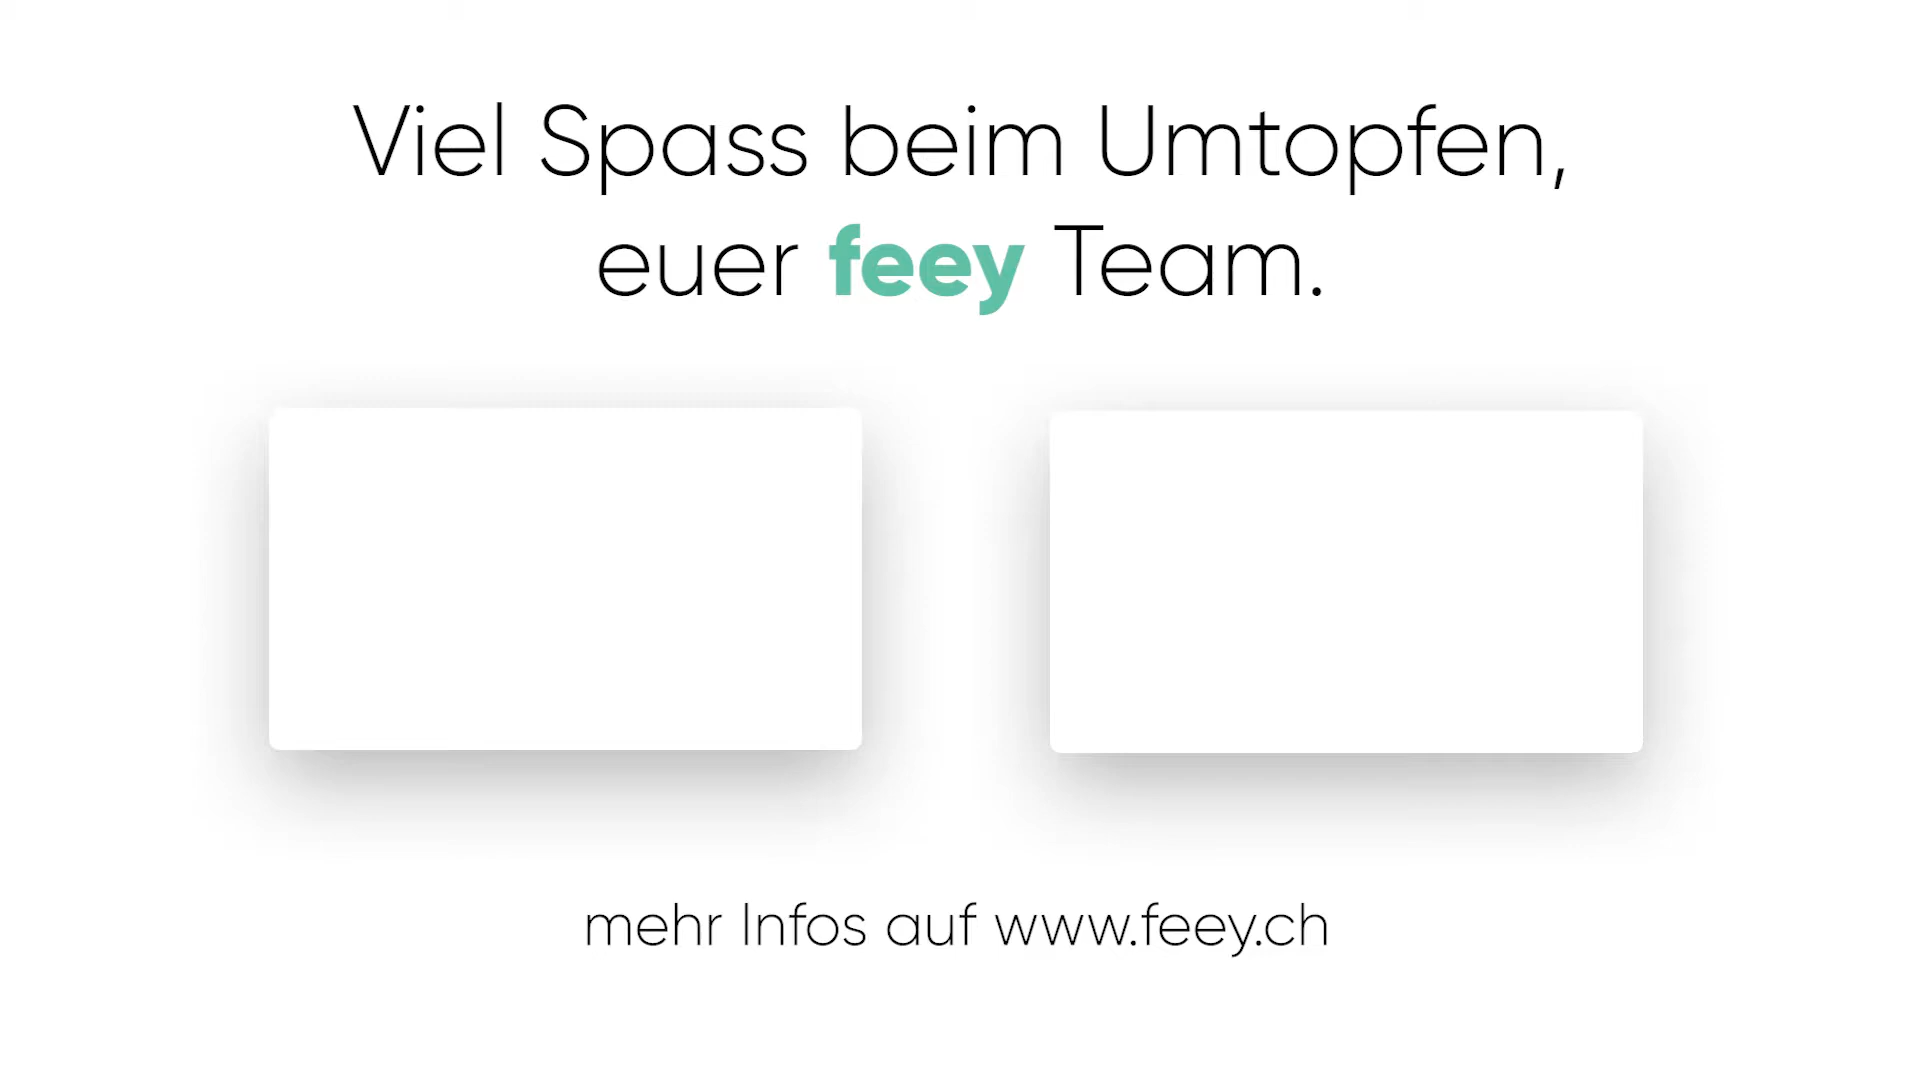 Viel Spass beim Umtopfen,
euer feey Team.
mehr Infos auf www.feey.ch